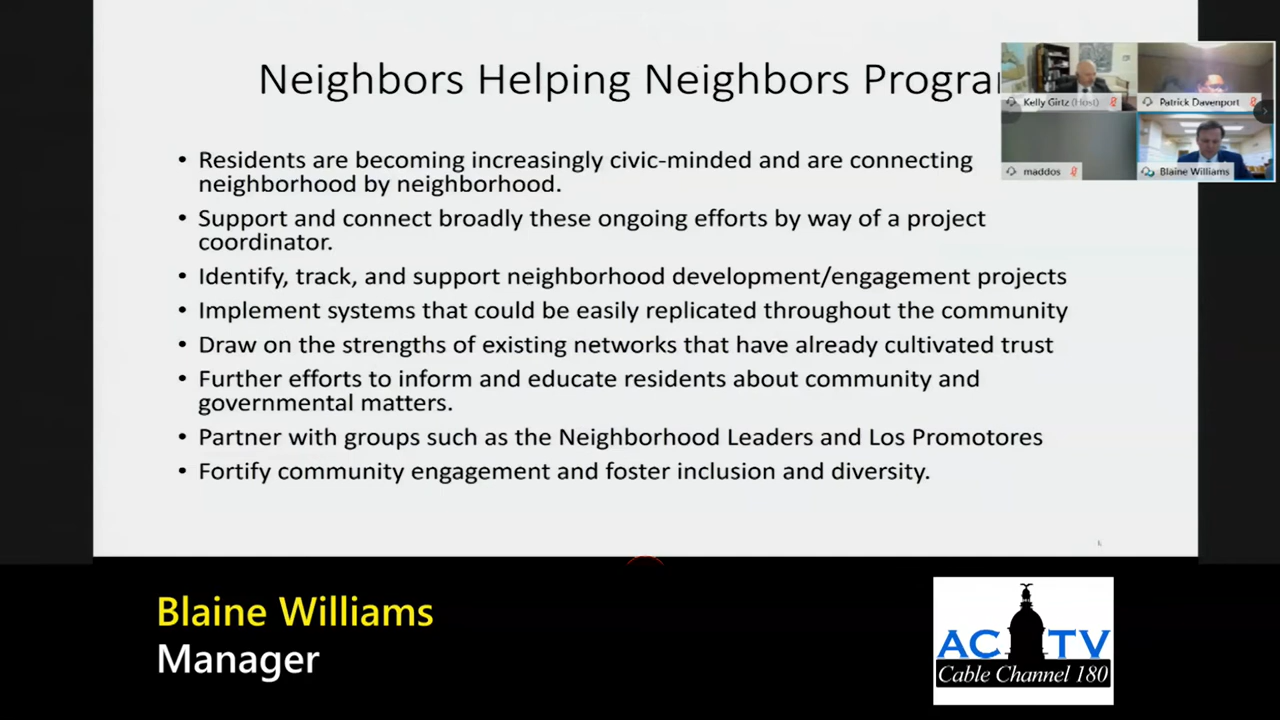 Neighbors Helping Neighbors Progra
Kelly Girtz (Host)
Patrick Davenport
maddos
Blaine Williams
• Residents are becoming increasingly civic-minded and are connecting
neighborhood by neighborhood.
• Support and connect broadly these ongoing efforts by way of a project
coordinator.
• Identify, track, and support neighborhood development/engagement projects
• Implement systems that could be easily replicated throughout the community
• Draw on the strengths of existing networks that have already cultivated trust
• Further efforts to inform and educate residents about community and
governmental matters.
• Partner with groups such as the Neighborhood Leaders and Los Promotores
• Fortify community engagement and foster inclusion and diversity.
Blaine Williams
Manager
ACTV
Cable Channel 180